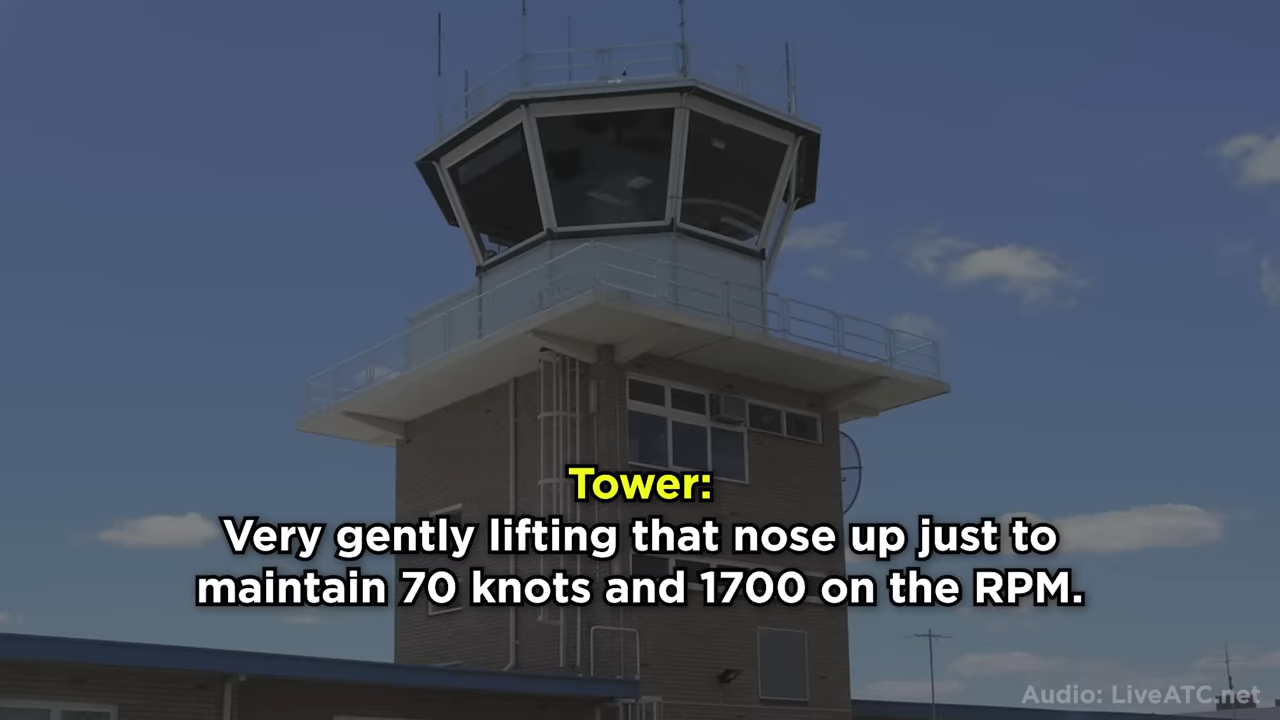 Tower:
Very gently lifting that nose up just to
maintain 70 knots and 1700 on the RPM.
Audio: LiveATC.net